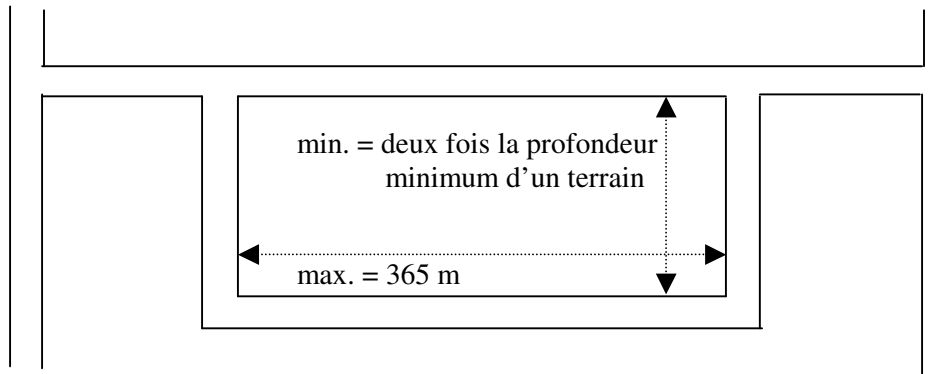 min. = deux fois la profondeur
minimum d’un terrain
max. = 365 m